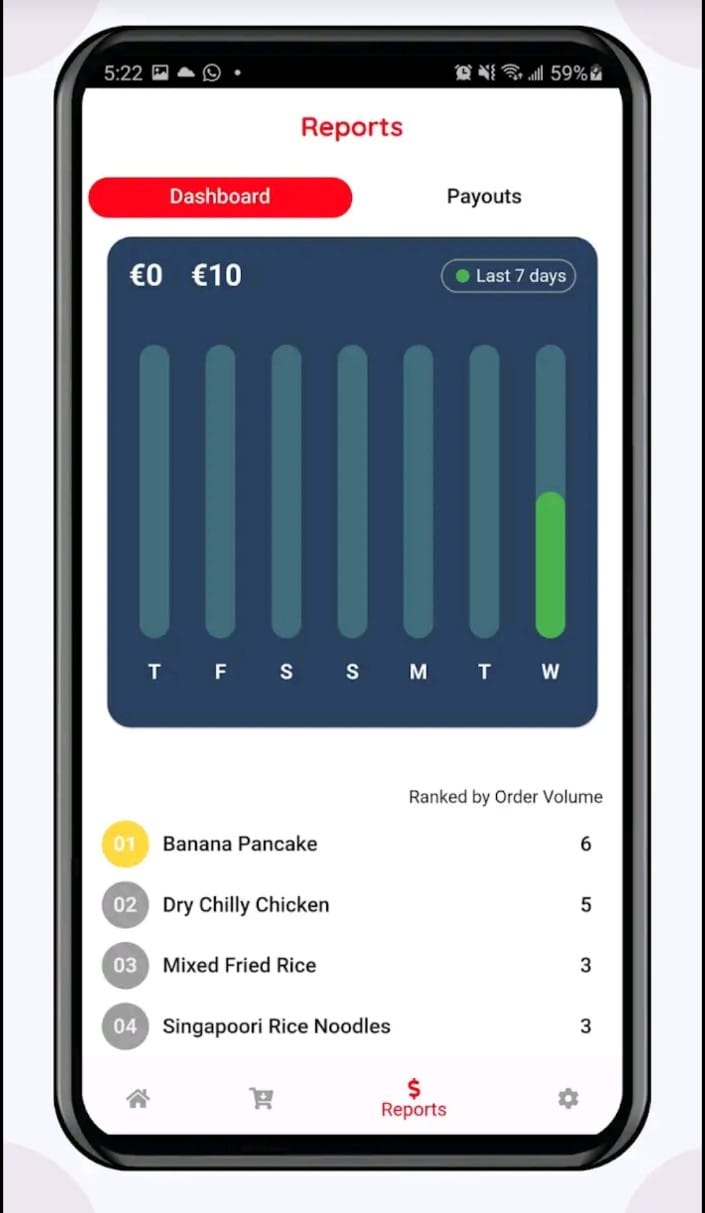 5:22 59%
Reports
Dashboard Payouts
€0 €10 Last 7 days
T F S S M T W
Ranked by Order Volume
01 Banana Pancake 6
02 Dry Chilly Chicken 5
03 Mixed Fried Rice 3
04 Singapoori Rice Noodles 3
$
Reports